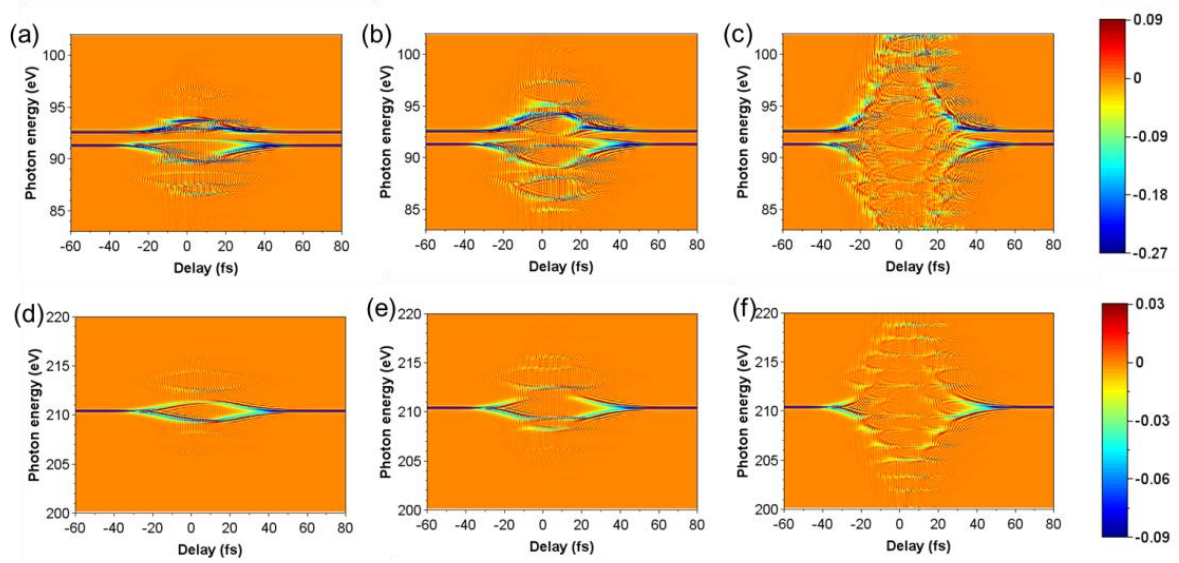 (a) (b) (c)
Photon energy (eV)
100
95
90
85
-60 -40 -20 0 20 40 60 80
Delay (fs)
Photon energy (eV)
100
95
90
85
-60 -40 -20 0 20 40 60 80
Delay (fs)
Photon energy (eV)
100
95
90
85
-60 -40 -20 0 20 40 60 80
Delay (fs)
0.09
0
-0.09
-0.18
-0.27
(d) (e) (f)
Photon energy (eV)
220
215
210
205
200
-60 -40 -20 0 20 40 60 80
Delay (fs)
Photon energy (eV)
220
215
210
205
200
-60 -40 -20 0 20 40 60 80
Delay (fs)
Photon energy (eV)
220
215
210
205
200
-60 -40 -20 0 20 40 60 80
Delay (fs)
0.03
0
-0.03
-0.06
-0.09